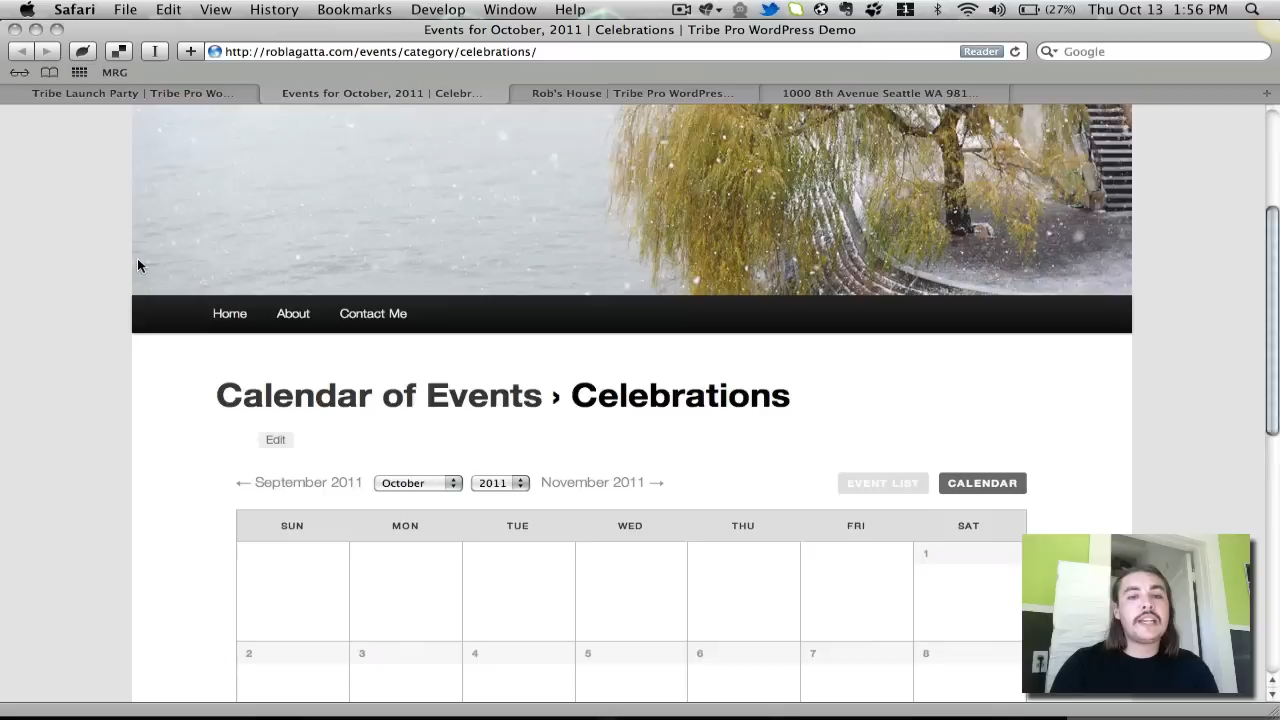 Safari File Edit View History Bookmarks Develop Window Help (27%) Thu Oct 13 1:56 PM
Events for October, 2011 | Celebrations | Tribe Pro WordPress Demo
http://roblagatta.com/events/category/celebrations/ Reader Google
MRG
Tribe Launch Party | Tribe Pro Wo... Events for October, 2011 | Celebr... Rob's House | Tribe Pro WordPres... 1000 8th Avenue Seattle WA 981...
Home About Contact Me
Calendar of Events › Celebrations
Edit
← September 2011 October 2011 November 2011 → EVENT LIST CALENDAR
SUN MON TUE WED THU FRI SAT
1
2 3 4 5 6 7 8